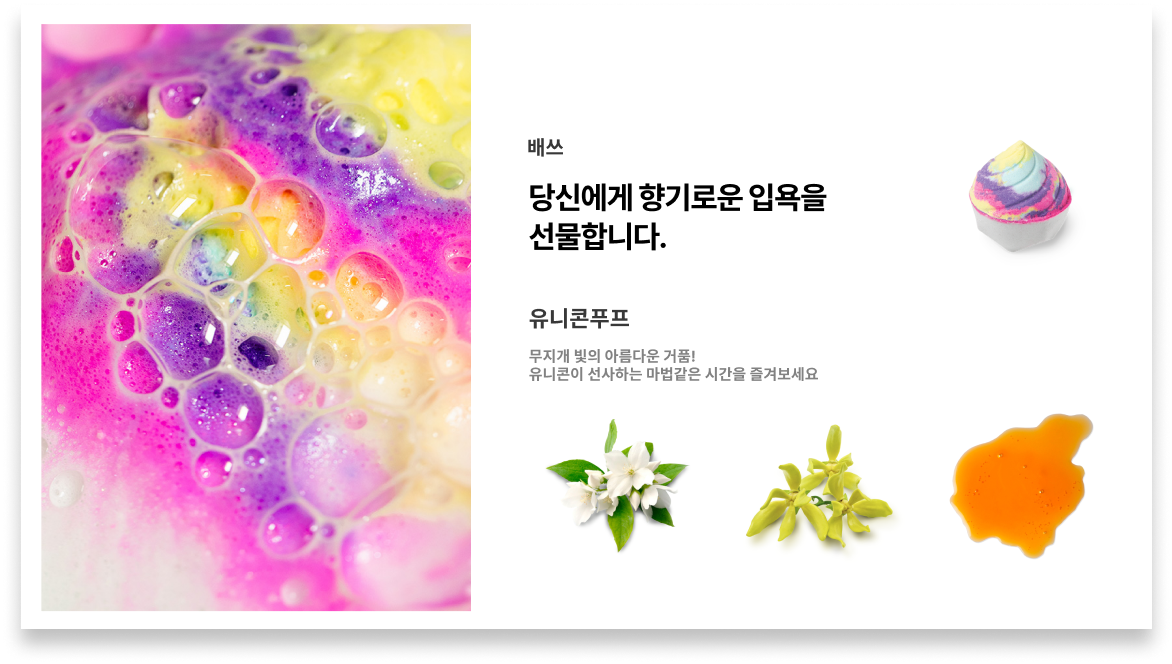 배쓰
당신에게 향기로운 입욕을
선물합니다.
유니콘푸프
무지개 빛의 아름다운 거품!
유니콘이 선사하는 마법같은 시간을 즐겨보세요